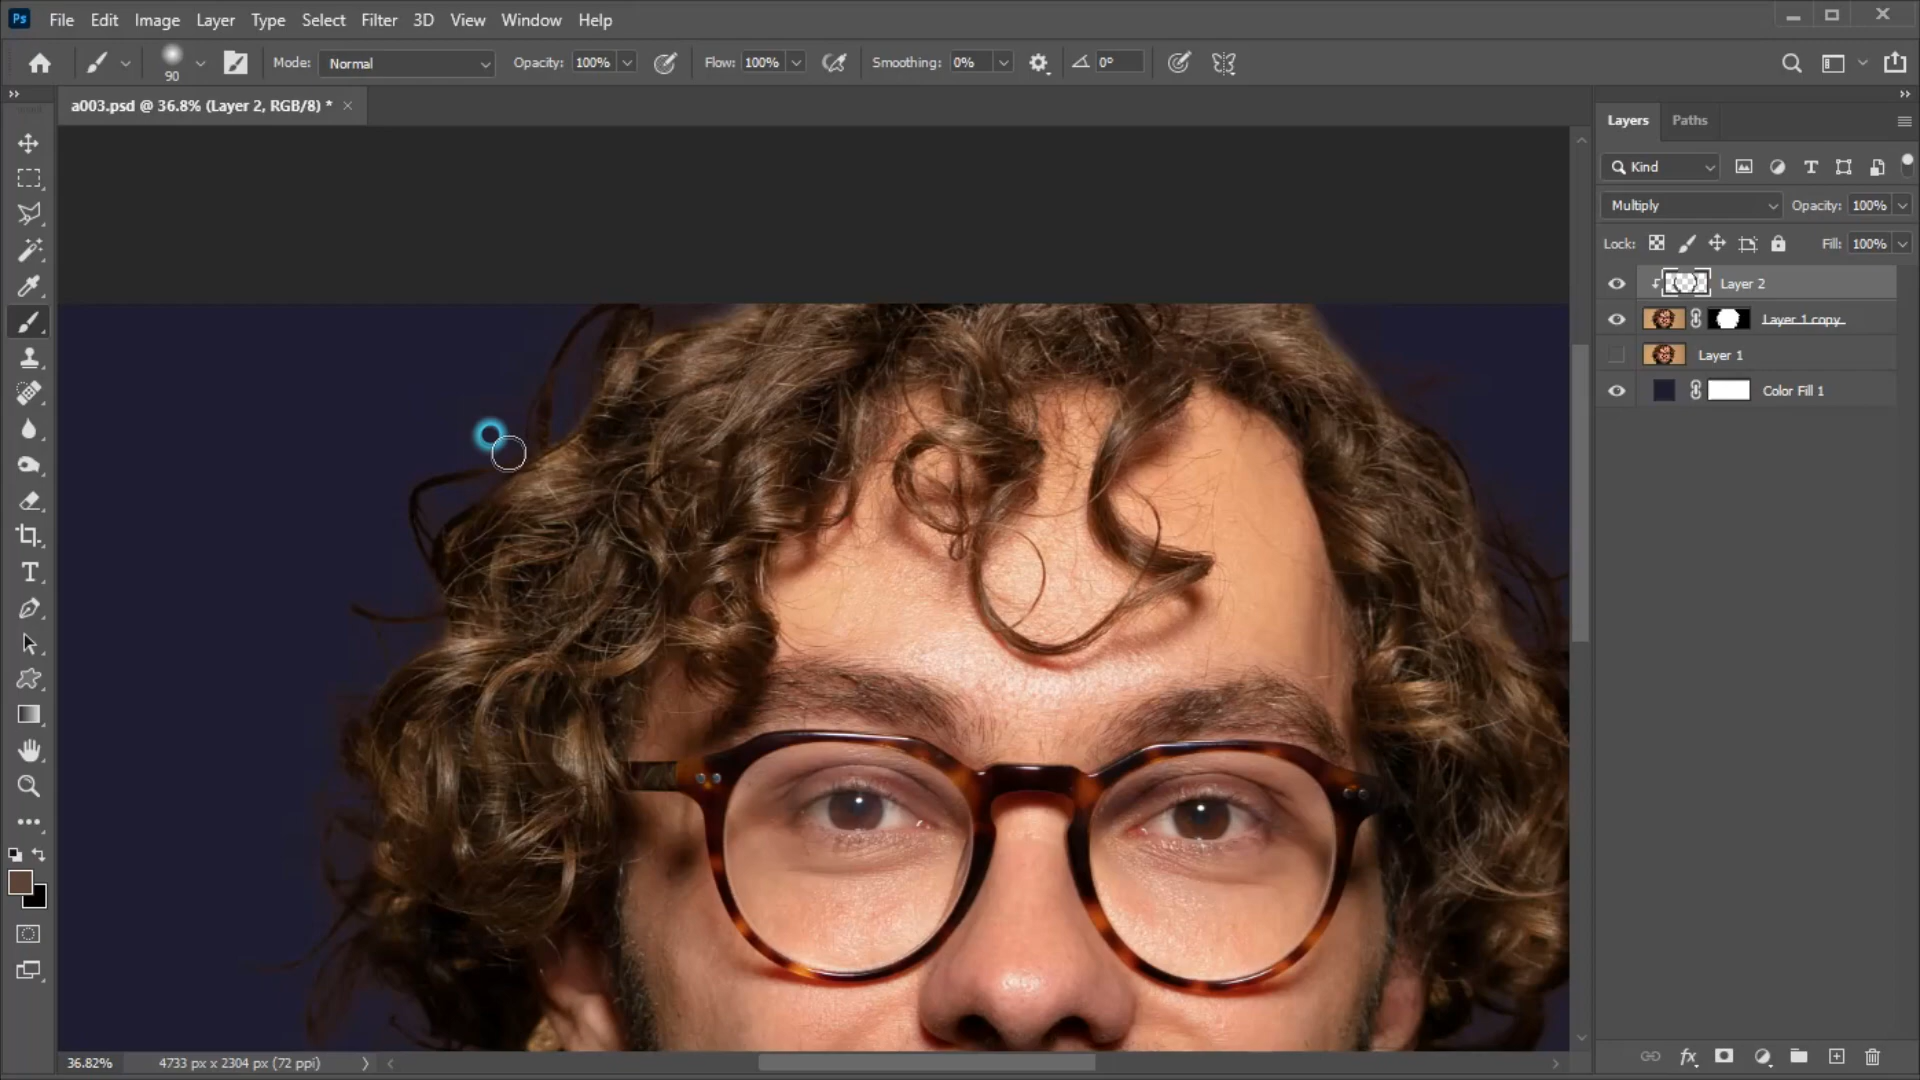 Ps File Edit Image Layer Type Select Filter 3D View Window Help
90 Mode: Normal Opacity: 100% Flow: 100% Smoothing: 0% 0°
a003.psd @ 36.8% (Layer 2, RGB/8) *
Layers Paths
Kind
Multiply Opacity: 100%
Lock: Fill: 100%
Layer 2
Layer 1 copy
Layer 1
Color Fill 1
36.82% 4733 px x 2304 px (72 ppi)